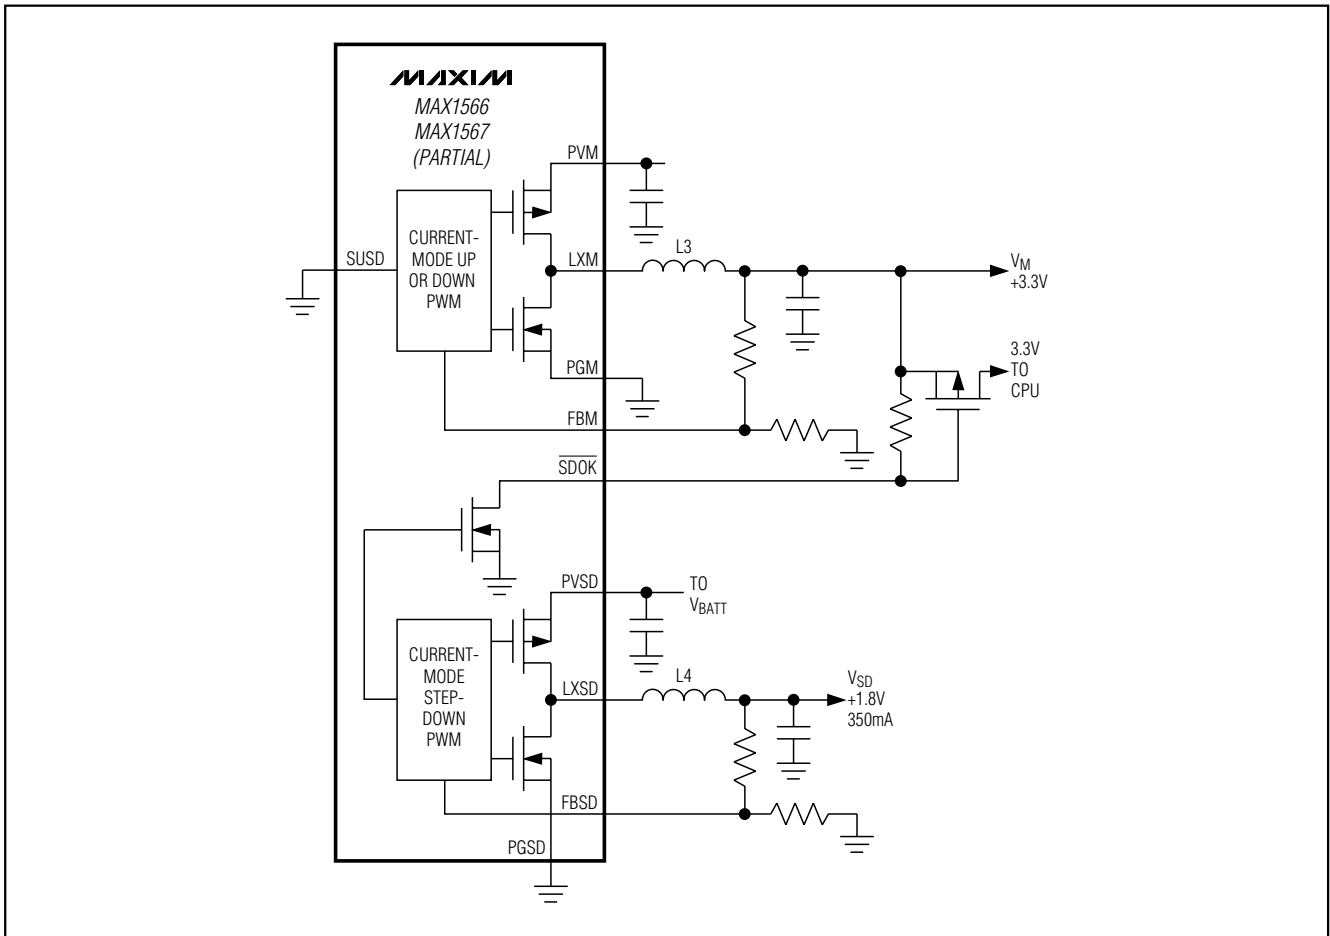 MAXIM
MAX1566
MAX1567
(PARTIAL)
PVM
CURRENT-
MODE UP
OR DOWN
PWM
SUSD
LXM
L3
VM
+3.3V
PGM
3.3V
TO
CPU
FBM
SDOK
PVSD
TO
VBATT
CURRENT-
MODE
STEP-
DOWN
PWM
LXSD
L4
VSD
+1.8V
350mA
FBSD
PGSD